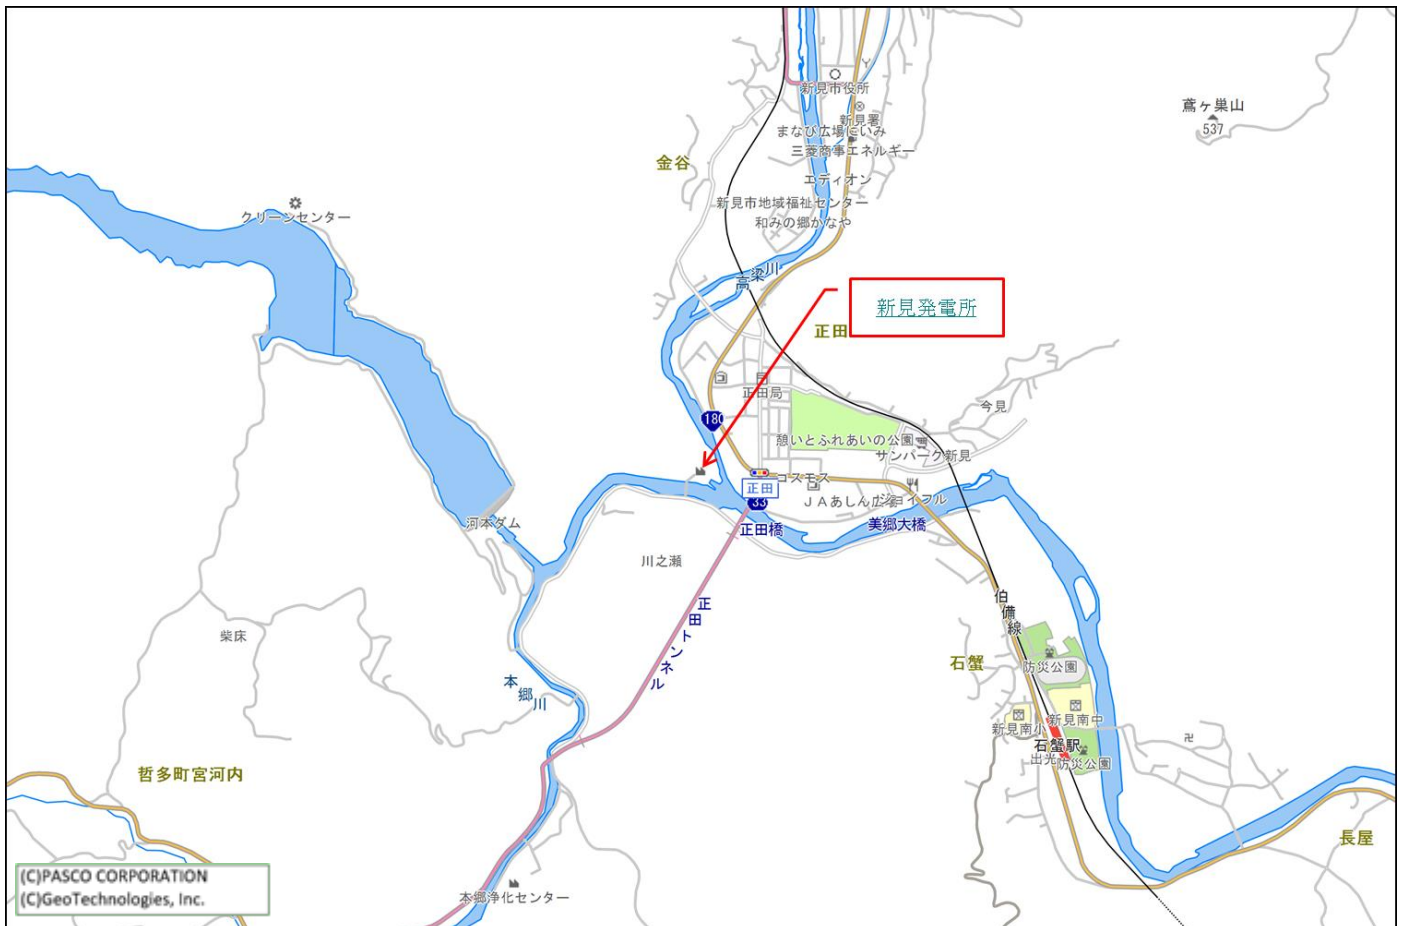 新見市役所
鳶ヶ巣山
537
新見署
まなび広場にいみ
三菱商事エネルギー
金谷
エディオン
新見市地域福祉センター
和みの郷かなや
クリーンセンター
高梁川
新見発電所
正田
正田局
180
今見
憩いとふれあいの公園
サンパーク新見
コスモス
正田
33
JAあしん広場
ジョイフル
河本ダム
正田橋
美郷大橋
川之瀬
正田トンネル
伯備線
柴床
石蟹
防災公園
本郷川
新見南中
新見南小
石蟹駅
出光
防災公園
哲多町宮河内
長屋
(C)PASCO CORPORATION
(C)GeoTechnologies, Inc.
本郷浄化センター